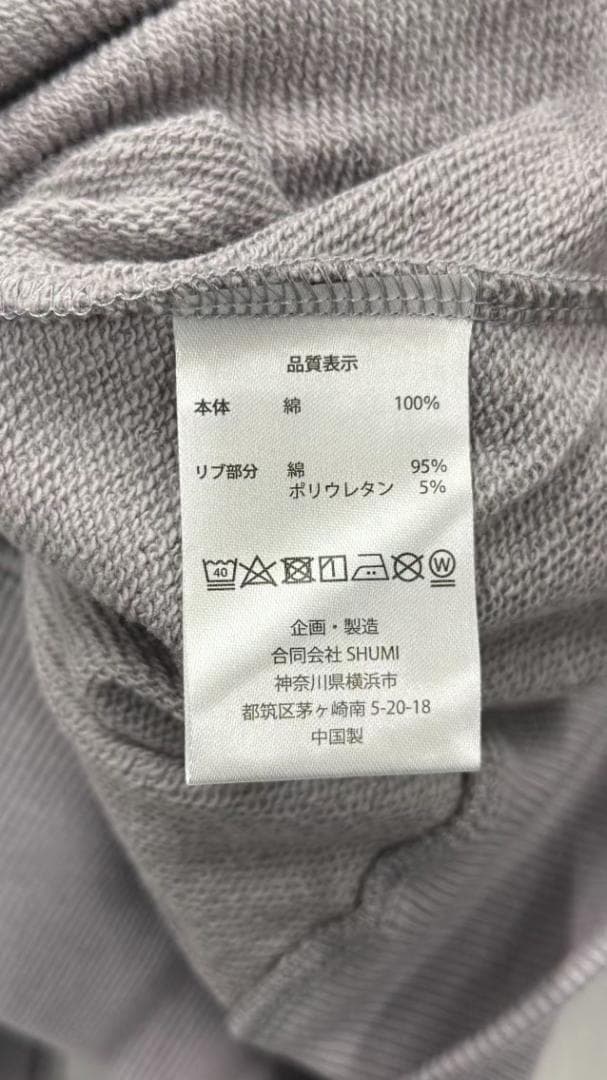 品質表示
本体 綿 100%
リブ部分 綿 95%
ポリウレタン 5%
40 W
企画・製造
合同会社 SHUMI
神奈川県横浜市
都筑区茅ヶ崎南 5-20-18
中国製